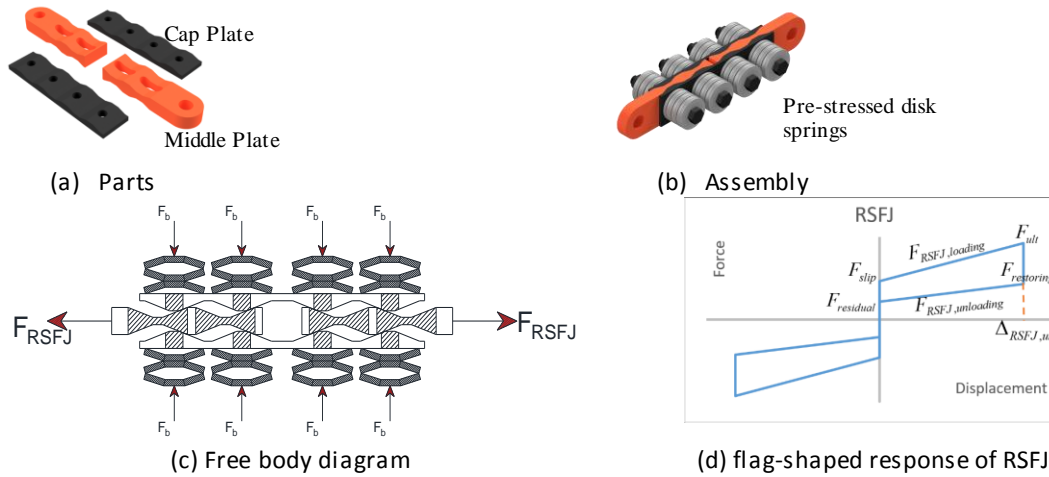 Cap Plate
Middle Plate
Pre-stressed disk
springs
(a) Parts
(b) Assembly
F_b F_b F_b F_b
F_RSFJ
F_RSFJ
F_b F_b F_b F_b
(c) Free body diagram
RSFJ
Force
F_ult
F_RSFJ,loading
F_slip
F_restoring
F_residual
F_RSFJ,unloading
Δ_RSFJ,u
Displacement
(d) flag-shaped response of RSFJ